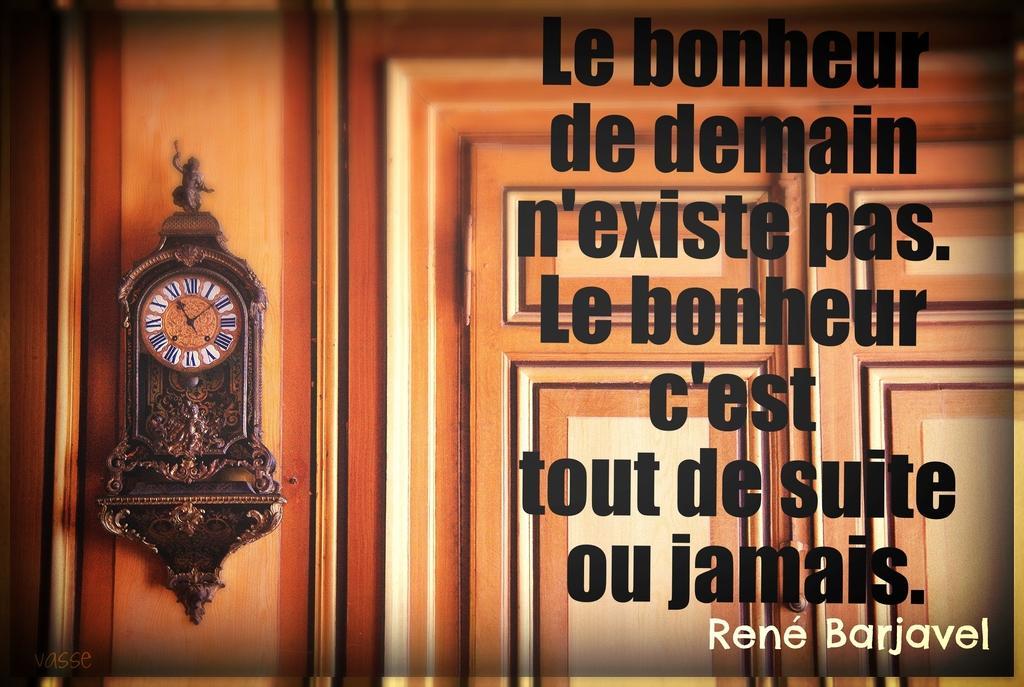 Le bonheur
de demain
n'existe pas.
Le bonheur
c'est
tout de suite
ou jamais.
René Barjavel
vasse